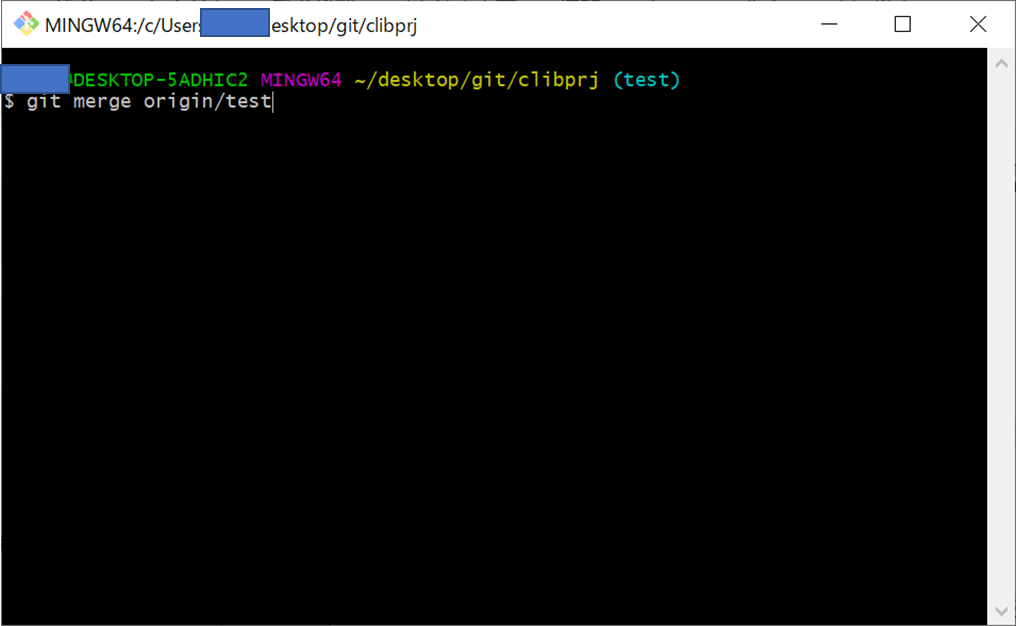 MINGW64:/c/Users esktop/git/clibprj
DESKTOP-5ADHIC2 MINGW64 ~/desktop/git/clibprj (test)
$ git merge origin/test